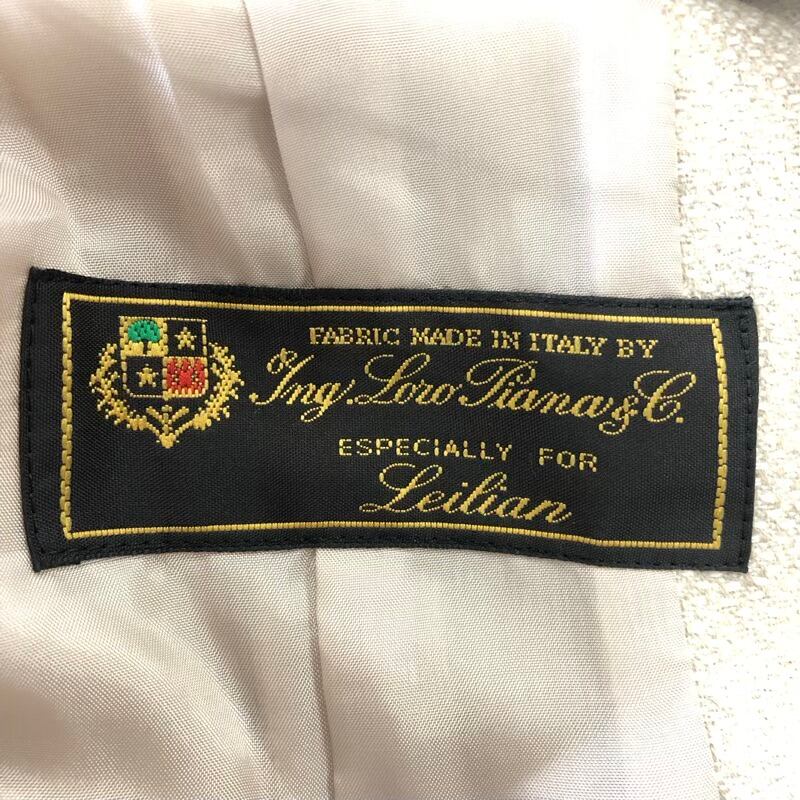 FABRIC MADE IN ITALY BY
Ing. Loro Piana & C.
ESPECIALLY FOR
Leilian